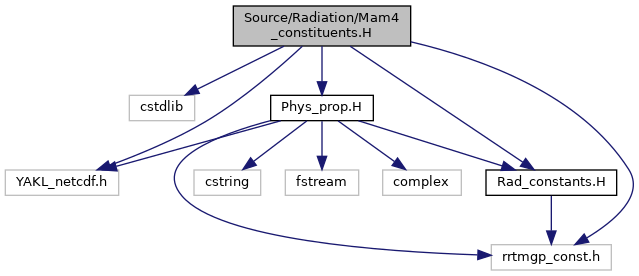 Source/Radiation/Mam4
_constituents.H
cstdlib
Phys_prop.H
YAKL_netcdf.h
cstring
fstream
complex
Rad_constants.H
rrtmgp_const.h